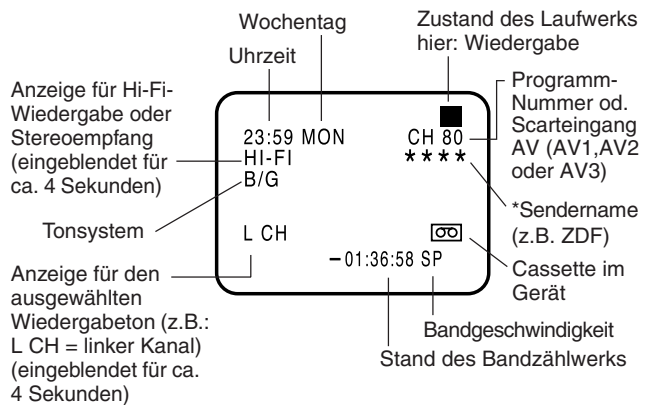 Wochentag
Uhrzeit
Zustand des Laufwerks
hier: Wiedergabe
Anzeige für Hi-Fi-
Wiedergabe oder
Stereoempfang
(eingeblendet für
ca. 4 Sekunden)
Tonsystem
Anzeige für den
ausgewählten
Wiedergabeton (z.B.:
L CH = linker Kanal)
(eingeblendet für ca.
4 Sekunden)
23:59 MON
HI-FI
B/G
L CH
CH 80
****
−01:36:58 SP
Programm-
Nummer od.
Scarteingang
AV (AV1,AV2
oder AV3)
*Sendername
(z.B. ZDF)
Cassette im
Gerät
Bandgeschwindigkeit
Stand des Bandzählwerks